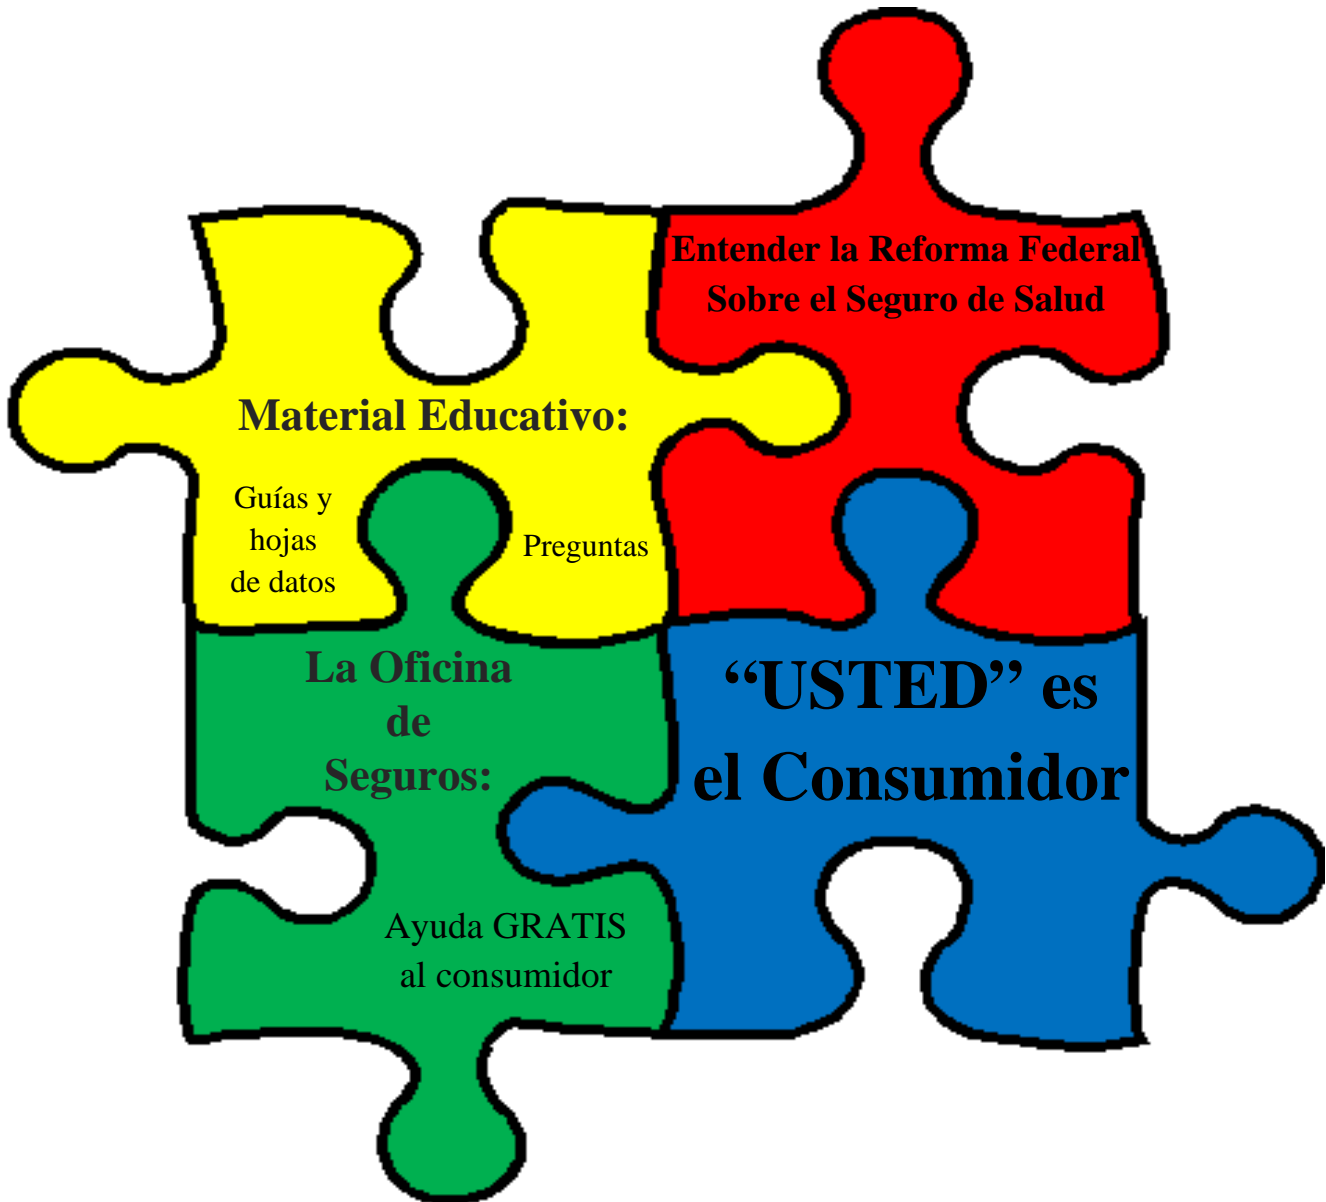 Entender la Reforma Federal
Sobre el Seguro de Salud
Material Educativo:
Guías y
hojas
de datos
Preguntas
La Oficina
de
Seguros:
Ayuda GRATIS
al consumidor
“USTED” es
el Consumidor